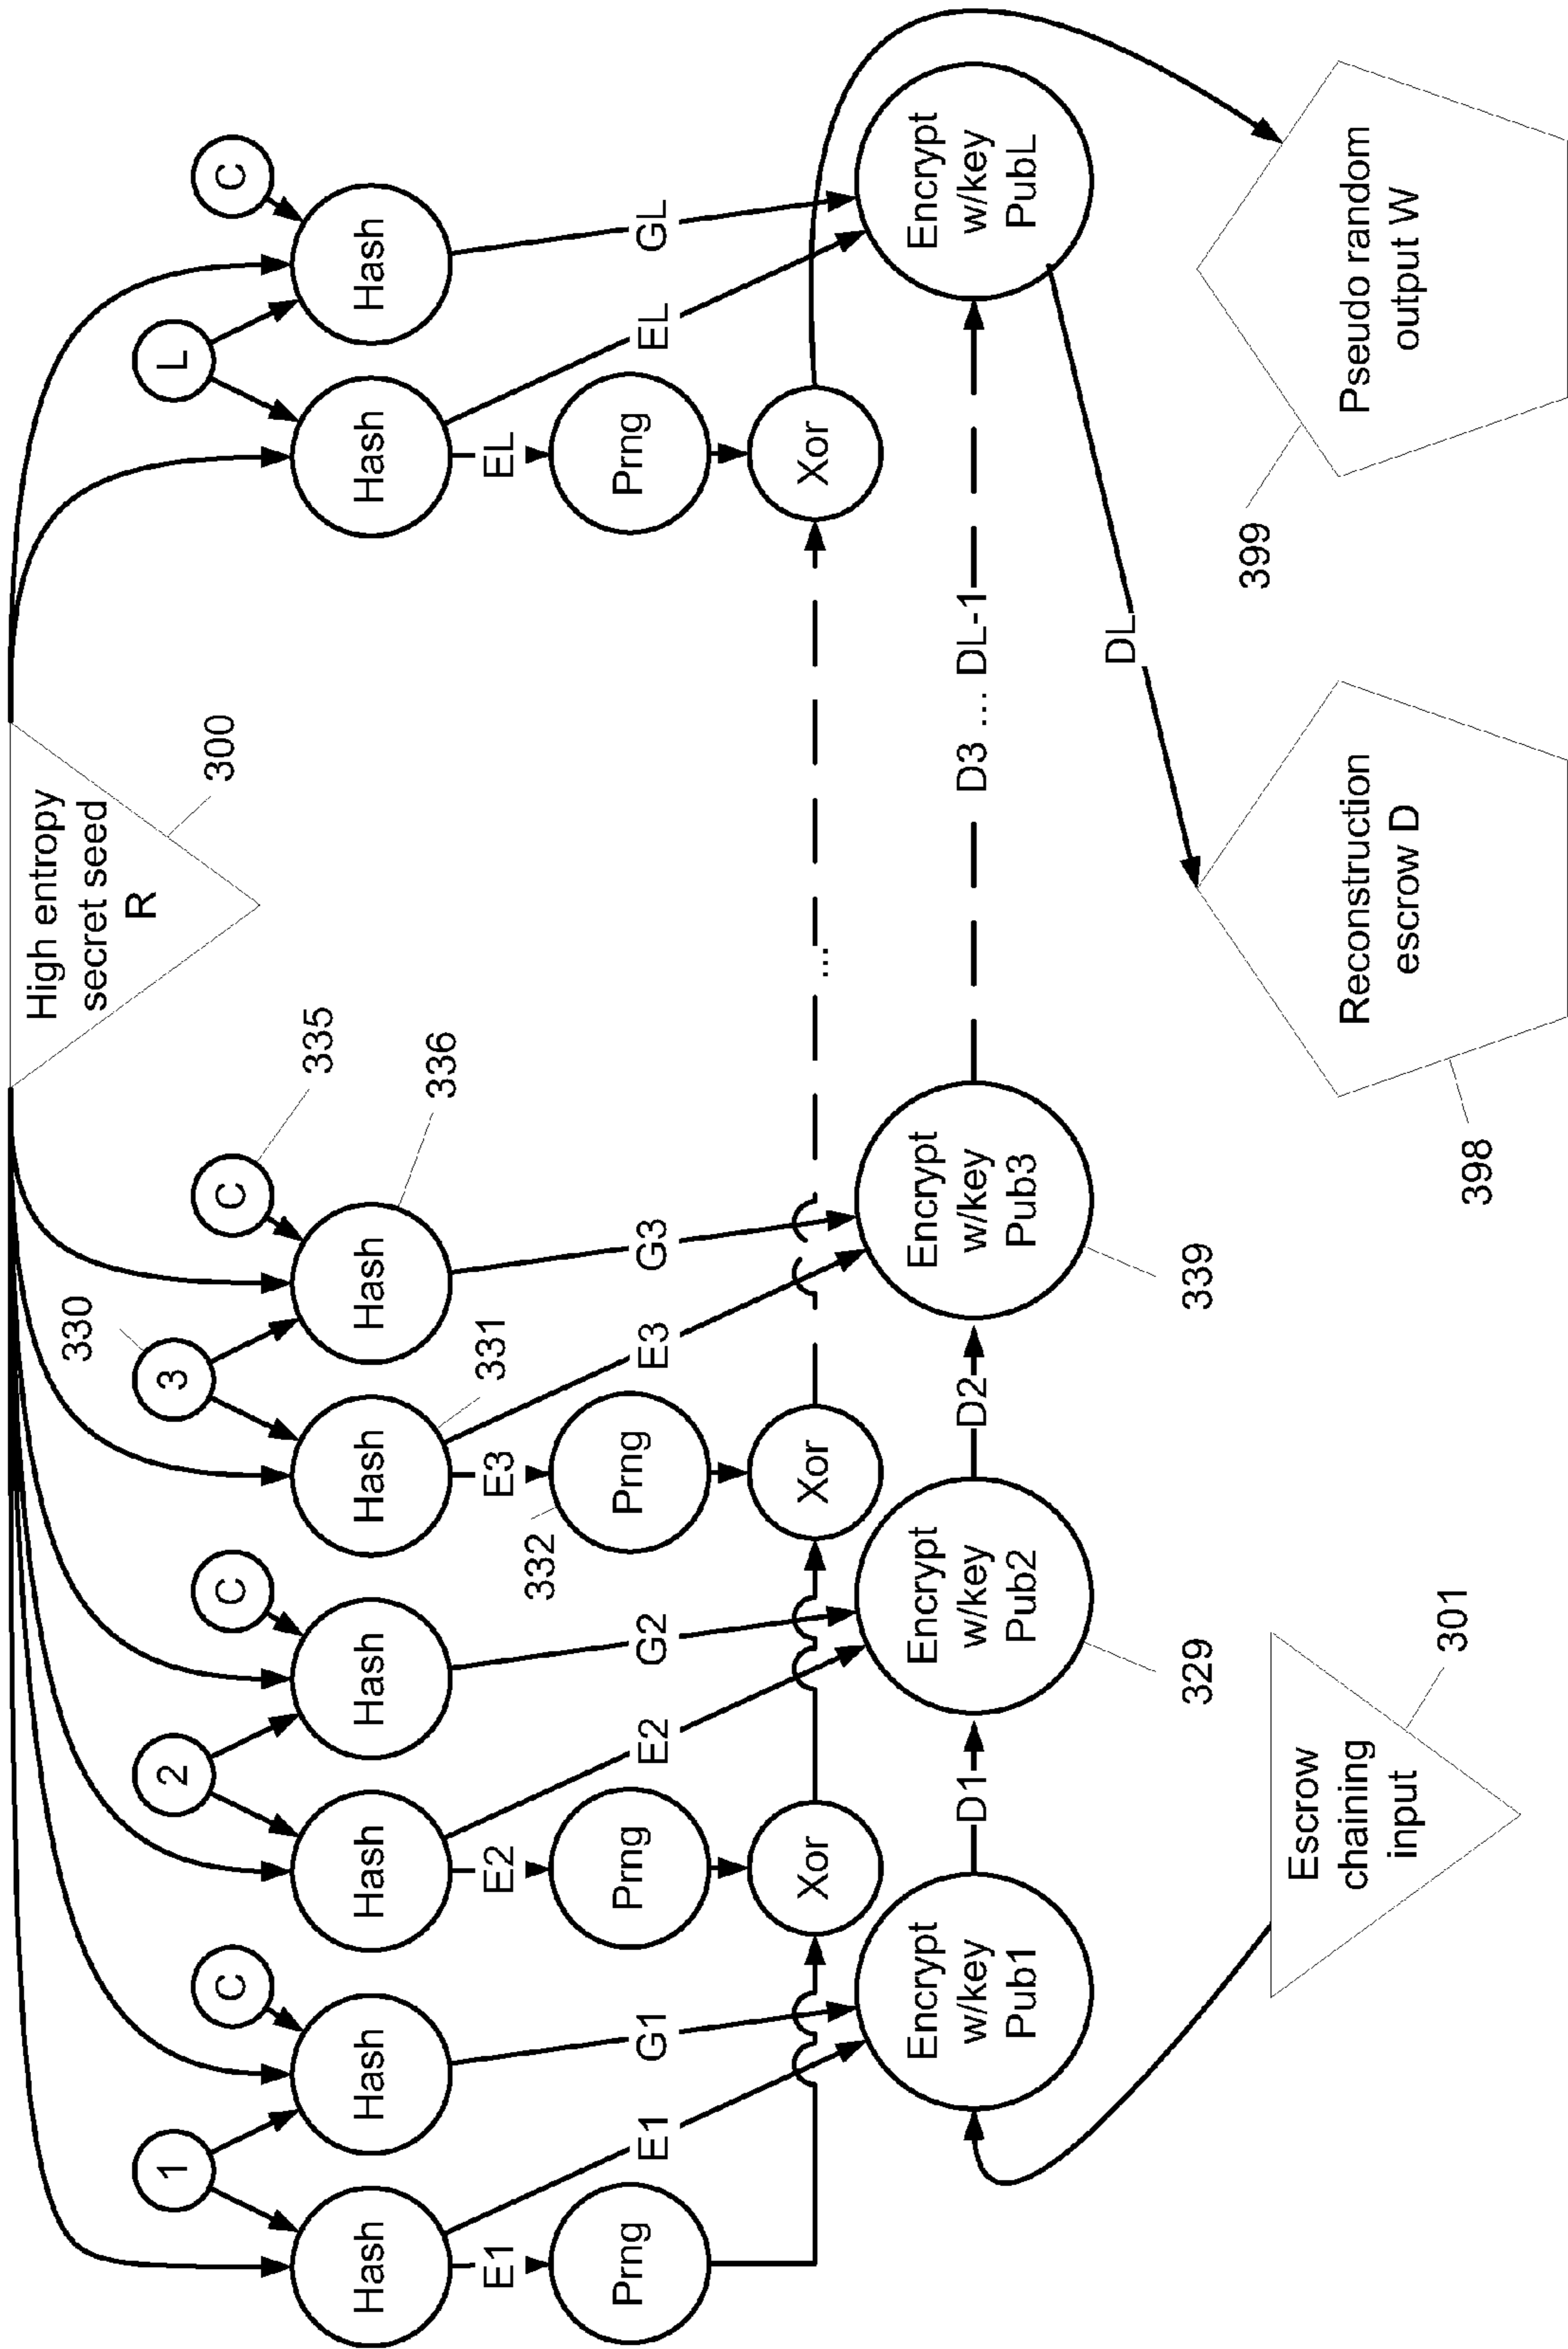 High entropy
secret seed
R
300
1
C
2
C
3
330
C
335
L
C
Hash
Hash
Hash
Hash
Hash
331
Hash
336
Hash
Hash
E1
E2
E3
EL
Prng
Prng
Prng
332
Prng
E1
G1
E2
G2
E3
G3
EL
GL
Xor
Xor
...
Xor
Encrypt
w/key
Pub1
D1
Encrypt
w/key
Pub2
329
D2
Encrypt
w/key
Pub3
339
D3 ... DL-1
Encrypt
w/key
PubL
DL
Escrow
chaining
input
301
Reconstruction
escrow D
398
Pseudo random
output W
399